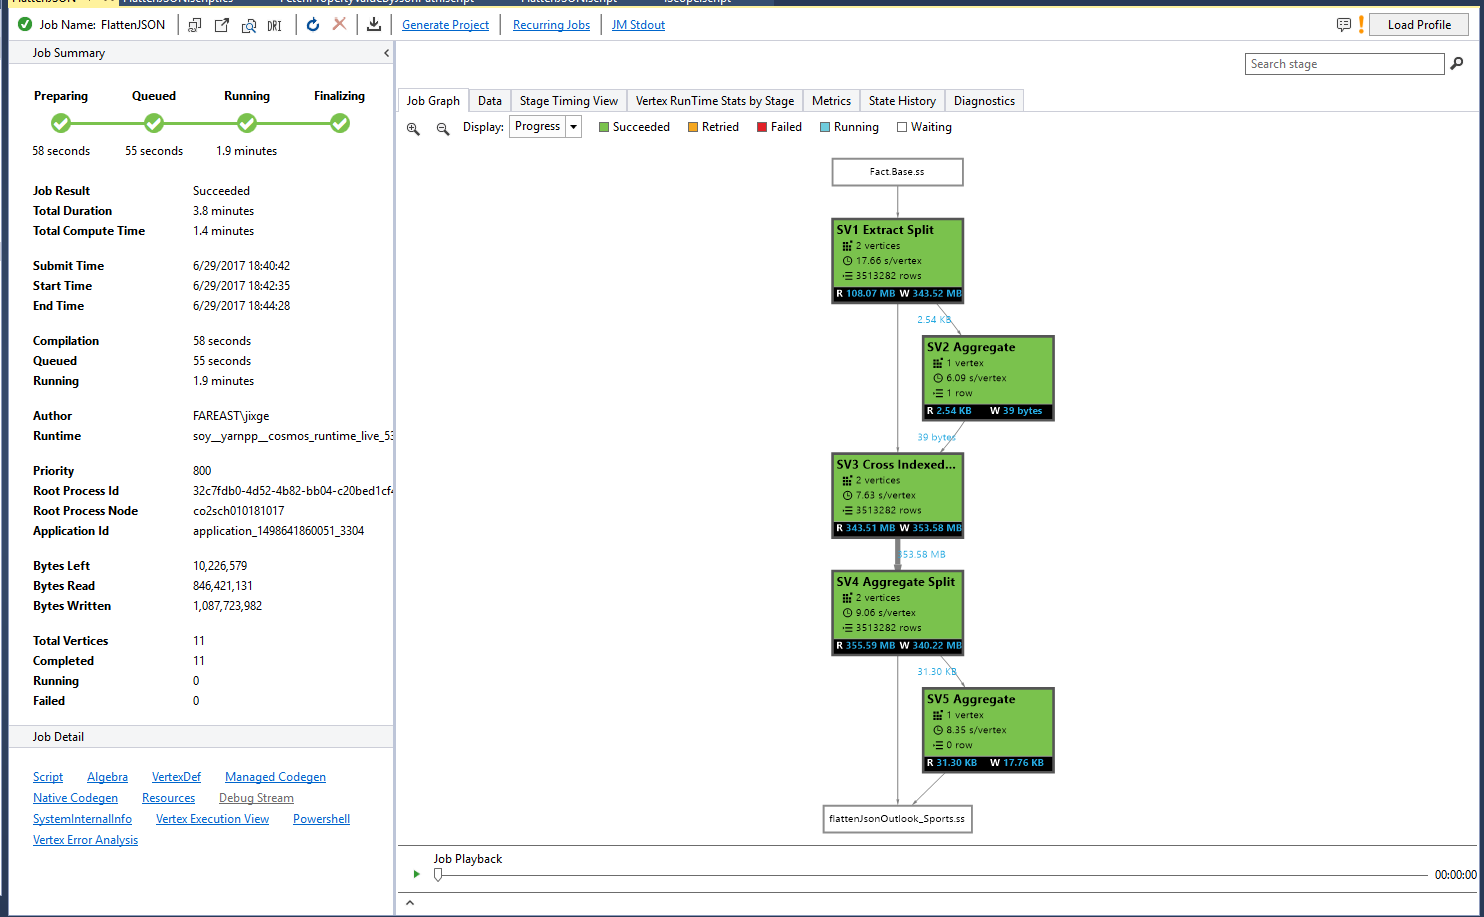 Job Name: FlattenJSON
DRI
Generate Project
Recurring Jobs
JM Stdout
Load Profile
Job Summary
Search stage
Preparing Queued Running Finalizing
58 seconds 55 seconds 1.9 minutes
Job Result Succeeded
Total Duration 3.8 minutes
Total Compute Time 1.4 minutes
Submit Time 6/29/2017 18:40:42
Start Time 6/29/2017 18:42:35
End Time 6/29/2017 18:44:28
Compilation 58 seconds
Queued 55 seconds
Running 1.9 minutes
Author FAREAST\jixge
Runtime soy__yarnpp__cosmos_runtime_live_53
Priority 800
Root Process Id 32c7fdb0-4d52-4b82-bb04-c20bed1cf4
Root Process Node co2sch010181017
Application Id application_1498641860051_3304
Bytes Left 10,226,579
Bytes Read 846,421,131
Bytes Written 1,087,723,982
Total Vertices 11
Completed 11
Running 0
Failed 0
Job Detail
Script Algebra VertexDef Managed Codegen
Native Codegen Resources Debug Stream
SystemInternalInfo Vertex Execution View Powershell
Vertex Error Analysis
Job Graph Data Stage Timing View Vertex RunTime Stats by Stage Metrics State History Diagnostics
Display: Progress Succeeded Retried Failed Running Waiting
Fact.Base.ss
SV1 Extract Split
2 vertices
17.66 s/vertex
3513282 rows
R 108.07 MB W 343.52 MB
2.54 KB
SV2 Aggregate
1 vertex
6.09 s/vertex
1 row
R 2.54 KB W 39 bytes
39 bytes
SV3 Cross Indexed...
2 vertices
7.63 s/vertex
3513282 rows
R 343.51 MB W 353.58 MB
353.58 MB
SV4 Aggregate Split
2 vertices
9.06 s/vertex
3513282 rows
R 355.59 MB W 340.22 MB
31.30 KB
SV5 Aggregate
1 vertex
8.35 s/vertex
0 row
R 31.30 KB W 17.76 KB
flattenJsonOutlook_Sports.ss
Job Playback
00:00:00